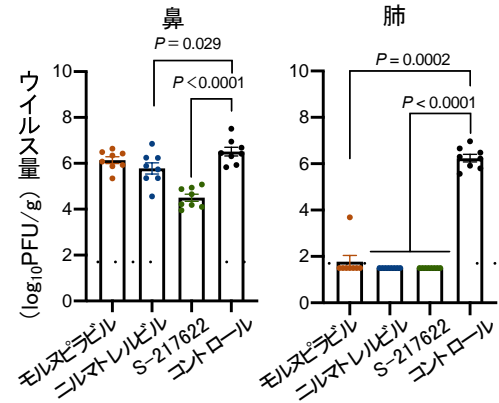 鼻
P = 0.029
P < 0.0001
ウイルス量 (log10PFU/g)
10
8
6
4
2
0
モルヌピラビル
ニルマトレルビル
S-217622
コントロール
肺
P = 0.0002
P < 0.0001
10
8
6
4
2
0
モルヌピラビル
ニルマトレルビル
S-217622
コントロール